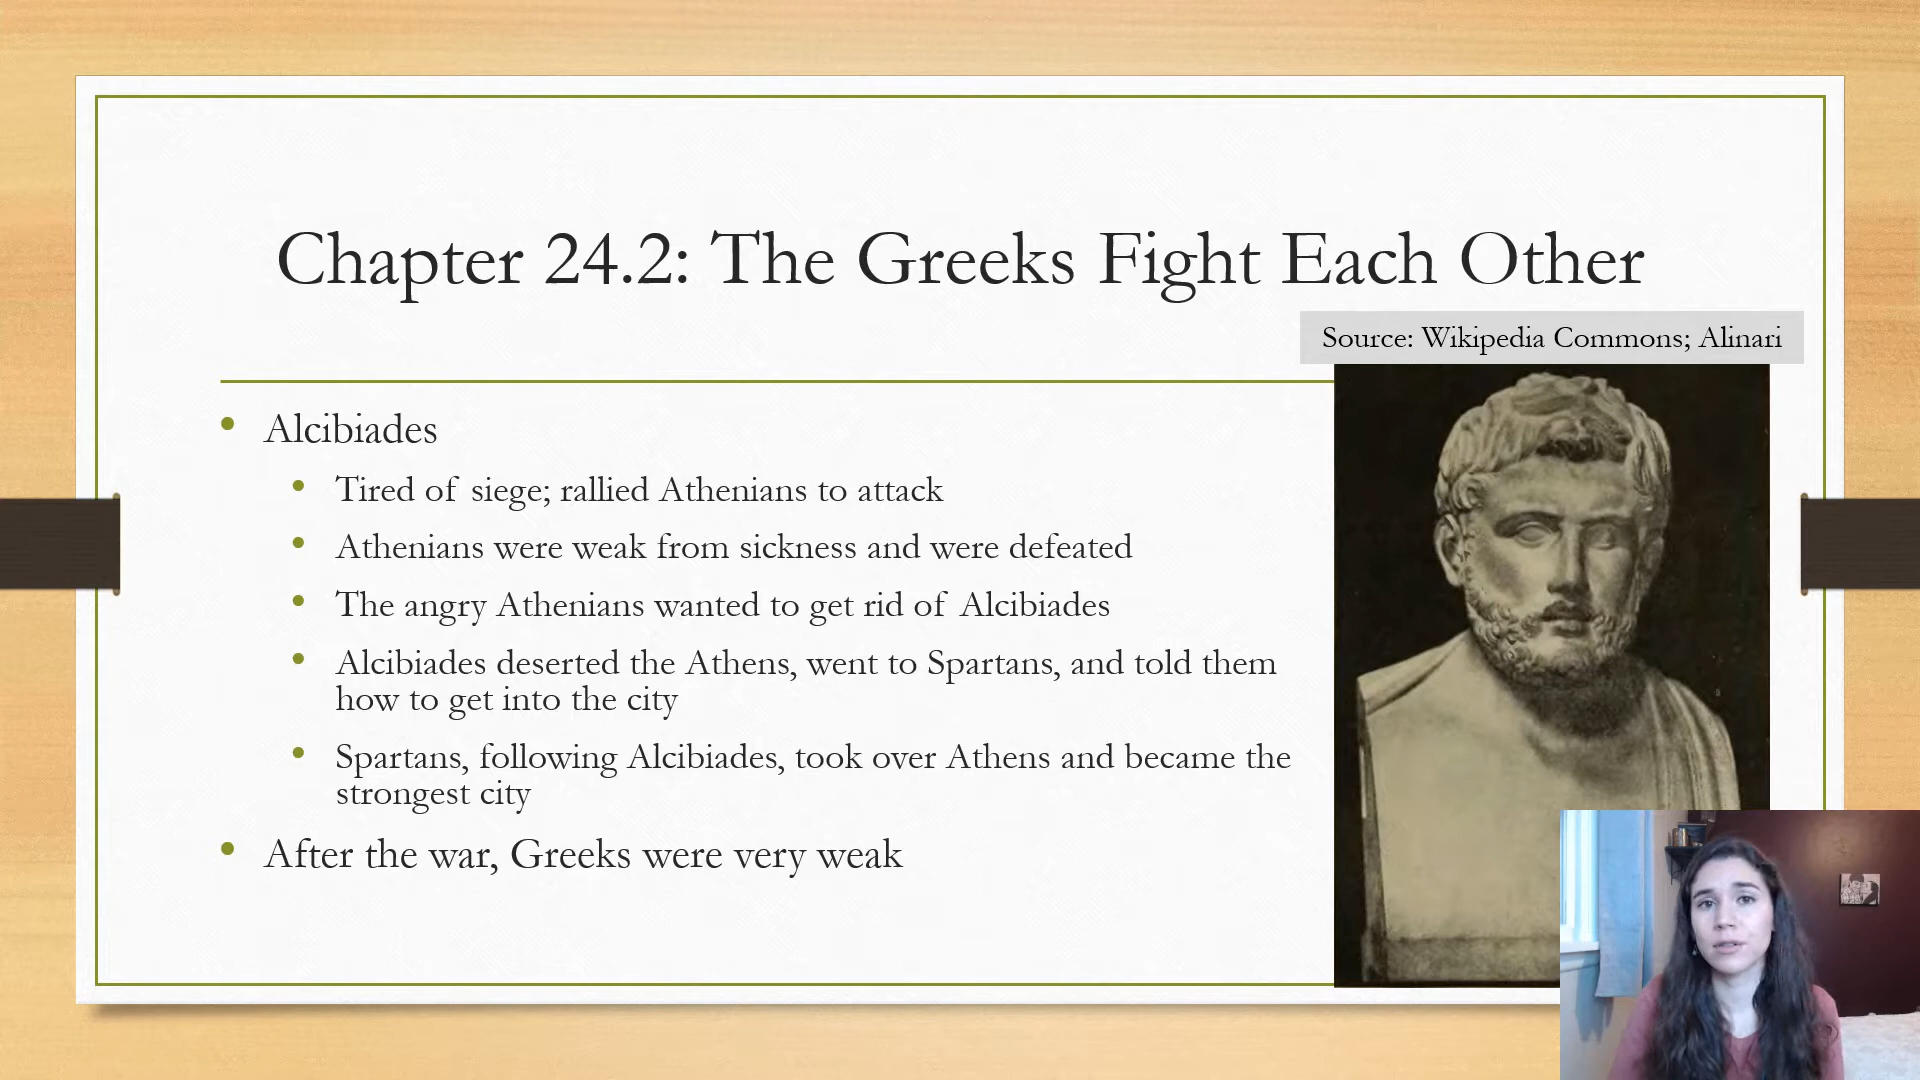 Chapter 24.2: The Greeks Fight Each Other
Source: Wikipedia Commons; Alinari
• Alcibiades
• Tired of siege; rallied Athenians to attack
• Athenians were weak from sickness and were defeated
• The angry Athenians wanted to get rid of Alcibiades
• Alcibiades deserted the Athens, went to Spartans, and told them
how to get into the city
• Spartans, following Alcibiades, took over Athens and became the
strongest city
• After the war, Greeks were very weak